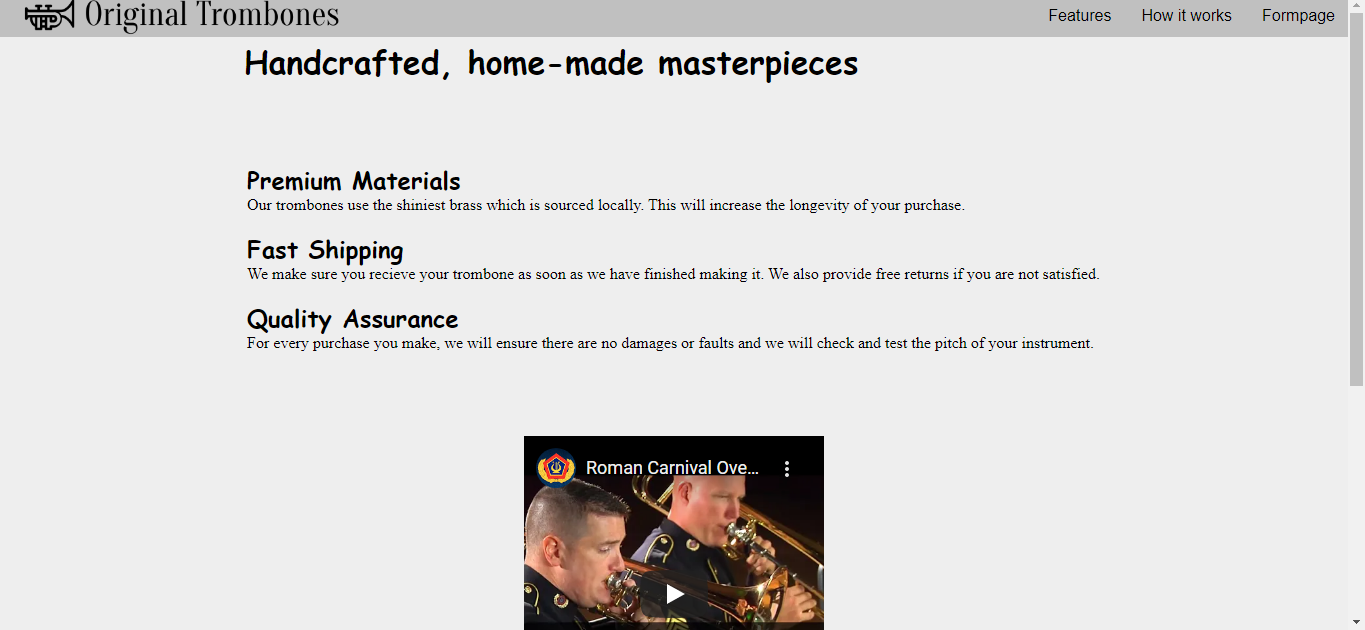 Original Trombones
Features
How it works
Formpage
Handcrafted, home-made masterpieces
Premium Materials
Our trombones use the shiniest brass which is sourced locally. This will increase the longevity of your purchase.
Fast Shipping
We make sure you recieve your trombone as soon as we have finished making it. We also provide free returns if you are not satisfied.
Quality Assurance
For every purchase you make, we will ensure there are no damages or faults and we will check and test the pitch of your instrument.
Roman Carnival Ove...